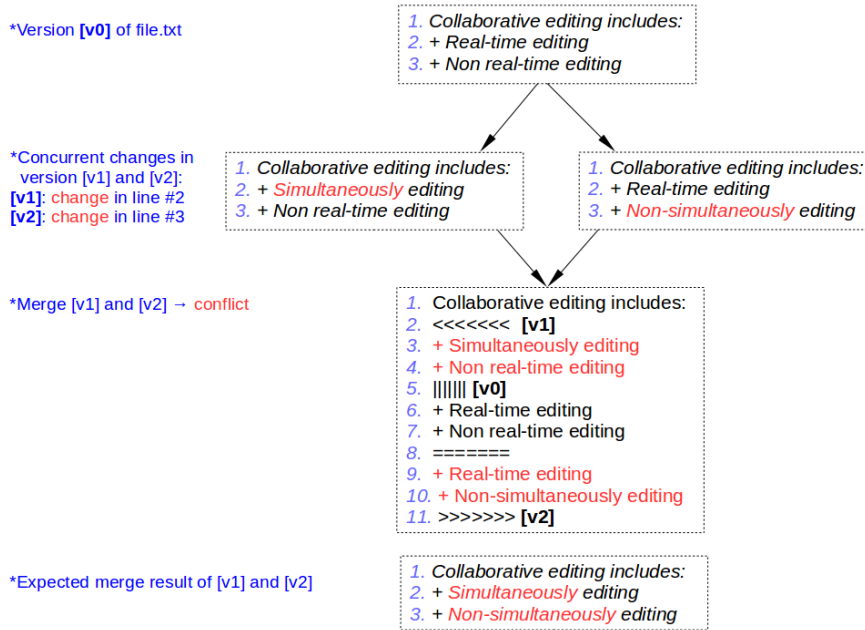 *Version [v0] of file.txt
1. Collaborative editing includes:
2. + Real-time editing
3. + Non real-time editing
*Concurrent changes in
version [v1] and [v2]:
[v1]: change in line #2
[v2]: change in line #3
1. Collaborative editing includes:
2. + Simultaneously editing
3. + Non real-time editing
1. Collaborative editing includes:
2. + Real-time editing
3. + Non-simultaneously editing
*Merge [v1] and [v2] → conflict
1. Collaborative editing includes:
2. <<<<<<< [v1]
3. + Simultaneously editing
4. + Non real-time editing
5. ||||||| [v0]
6. + Real-time editing
7. + Non real-time editing
8. =======
9. + Real-time editing
10. + Non-simultaneously editing
11. >>>>>>> [v2]
*Expected merge result of [v1] and [v2]
1. Collaborative editing includes:
2. + Simultaneously editing
3. + Non-simultaneously editing